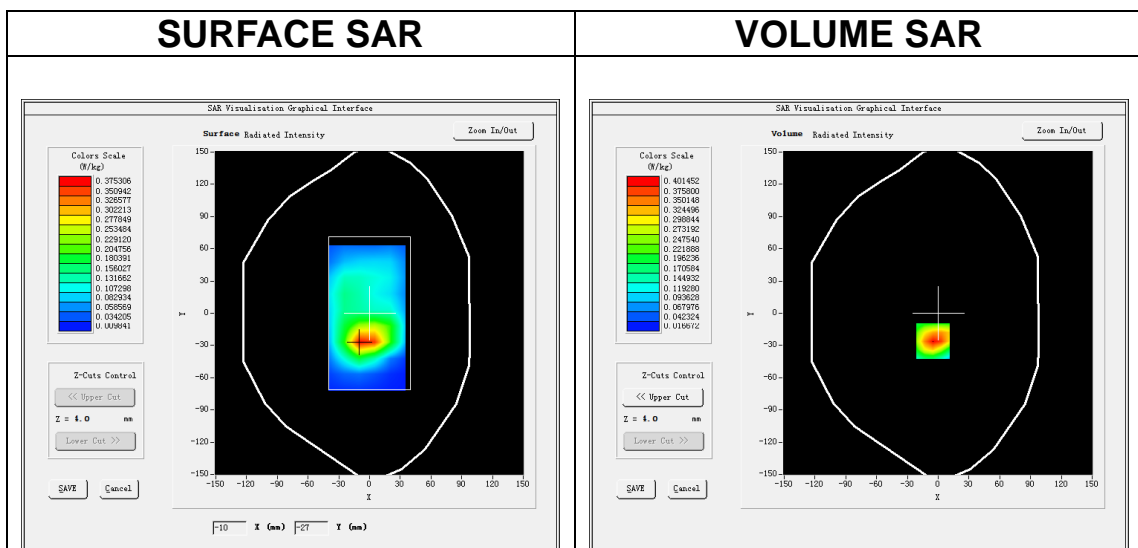 SURFACE SAR
VOLUME SAR
SAR Visualisation Graphical Interface
Surface Radiated Intensity
Zoom In/Out
Colors Scale
(W/kg)
0.375306
0.350942
0.326577
0.302213
0.277849
0.253484
0.229120
0.204756
0.180391
0.156027
0.131662
0.107298
0.082934
0.058569
0.034205
0.009841
150
120
90
60
30
0
-30
-60
-90
-120
-150
Y
-150 -120 -90 -60 -30 0 30 60 90 120 150
X
Z-Cuts Control
<< Upper Cut
Z = 4.0 mm
Lower Cut >>
SAVE Cancel
-10 X (mm) -27 Y (mm)
SAR Visualisation Graphical Interface
Volume Radiated Intensity
Zoom In/Out
Colors Scale
(W/kg)
0.401452
0.375800
0.350148
0.324496
0.298844
0.273192
0.247540
0.221888
0.196236
0.170584
0.144932
0.119280
0.093628
0.067976
0.042324
0.016672
150
120
90
60
30
0
-30
-60
-90
-120
-150
Y
-150 -120 -90 -60 -30 0 30 60 90 120 150
X
Z-Cuts Control
<< Upper Cut
Z = 4.0 mm
Lower Cut >>
SAVE Cancel